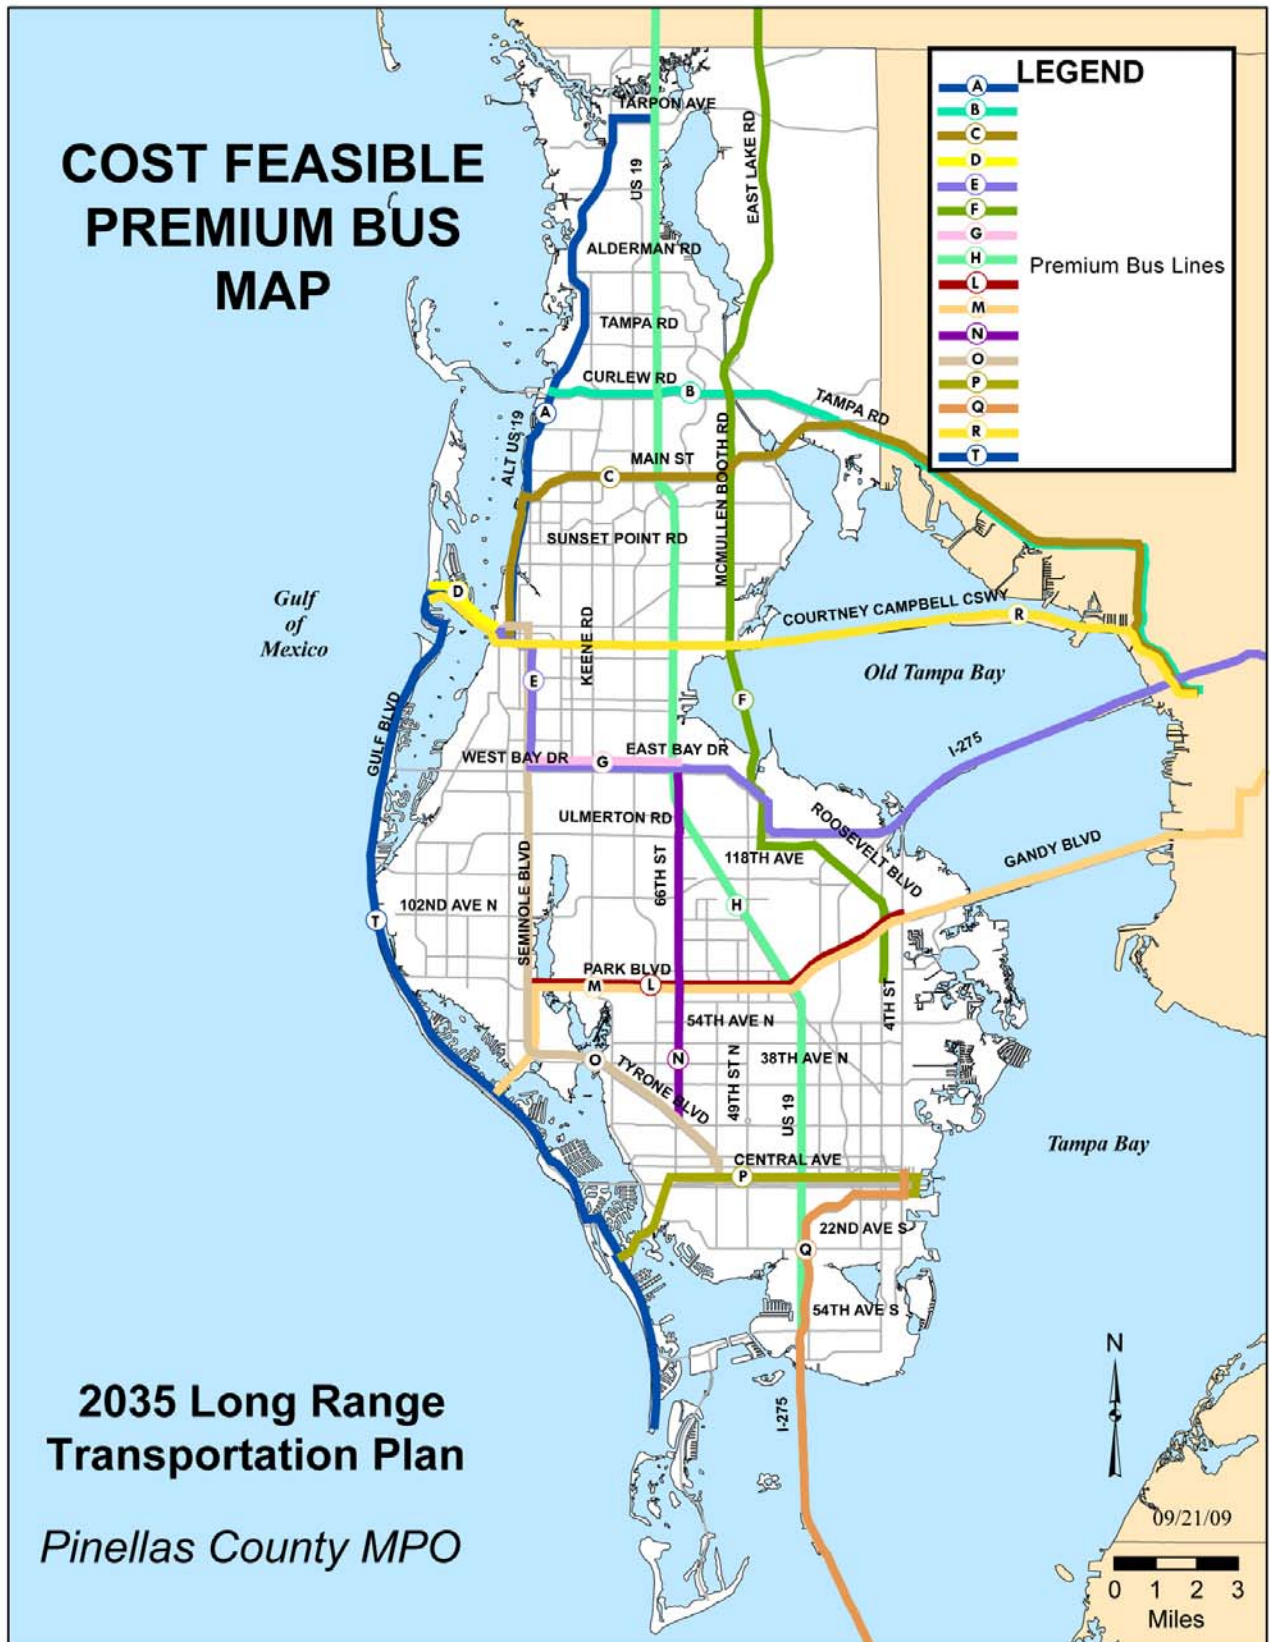 COST FEASIBLE
PREMIUM BUS
MAP
LEGEND
A
B
C
D
E
F
G
H
L
M
N
O
P
Q
R
T
Premium Bus Lines
TARPON AVE
US 19
EAST LAKE RD
ALDERMAN RD
TAMPA RD
CURLEW RD
B
TAMPA RD
A
ALT US 19
MCMULLEN BOOTH RD
MAIN ST
C
SUNSET POINT RD
Gulf
of
Mexico
D
KEENE RD
COURTNEY CAMPBELL CSWY
R
Old Tampa Bay
E
F
GULF BLVD
WEST BAY DR
EAST BAY DR
G
I-275
ULMERTON RD
ROOSEVELT BLVD
SEMINOLE BLVD
66TH ST
118TH AVE
GANDY BLVD
102ND AVE N
T
H
PARK BLVD
M
L
4TH ST
54TH AVE N
N
O
38TH AVE N
TYRONE BLVD
49TH ST N
US 19
Tampa Bay
CENTRAL AVE
P
22ND AVE S
Q
54TH AVE S
I-275
N
2035 Long Range
Transportation Plan
Pinellas County MPO
09/21/09
0 1 2 3
Miles